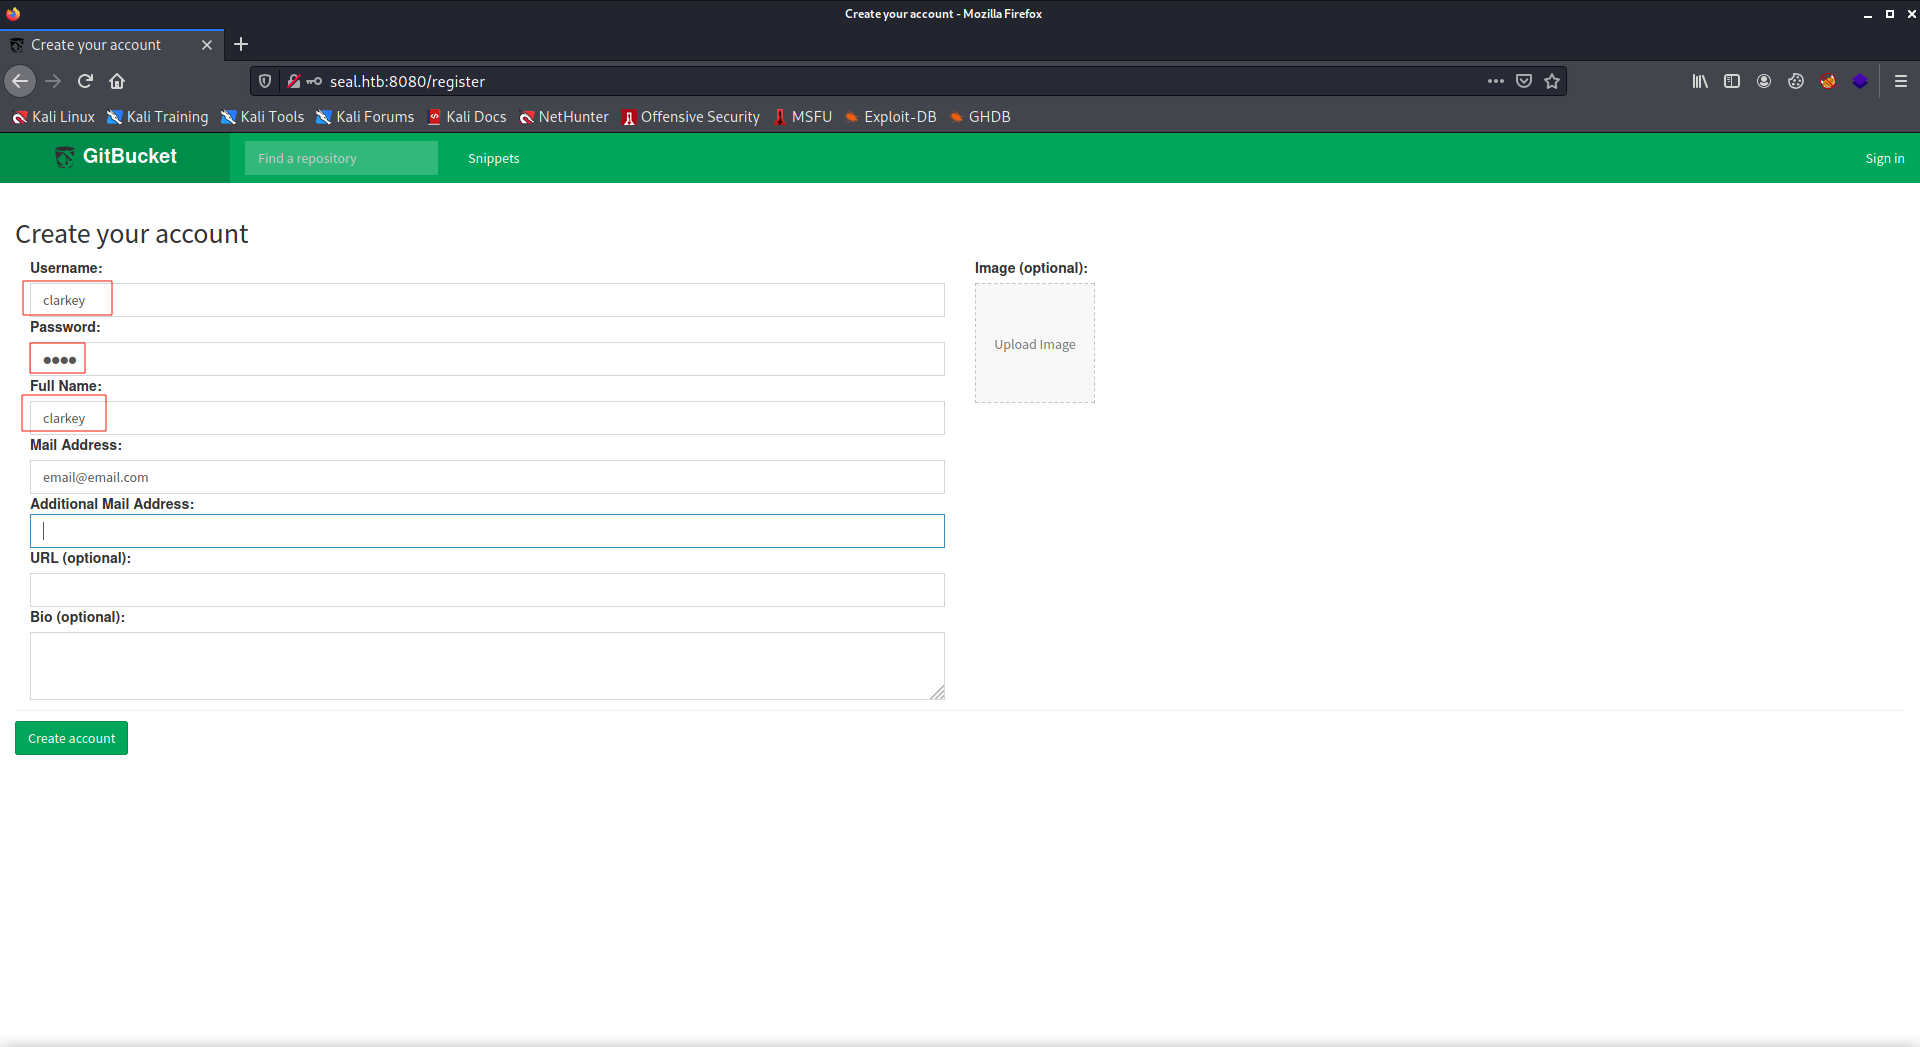 Create your account - Mozilla Firefox
Create your account
seal.htb:8080/register
Kali Linux Kali Training Kali Tools Kali Forums Kali Docs NetHunter Offensive Security MSFU Exploit-DB GHDB
GitBucket Find a repository Snippets Sign in
Create your account
Username:
clarkey
Password:
Full Name:
clarkey
Mail Address:
email@email.com
Additional Mail Address:
URL (optional):
Bio (optional):
Create account
Image (optional):
Upload Image